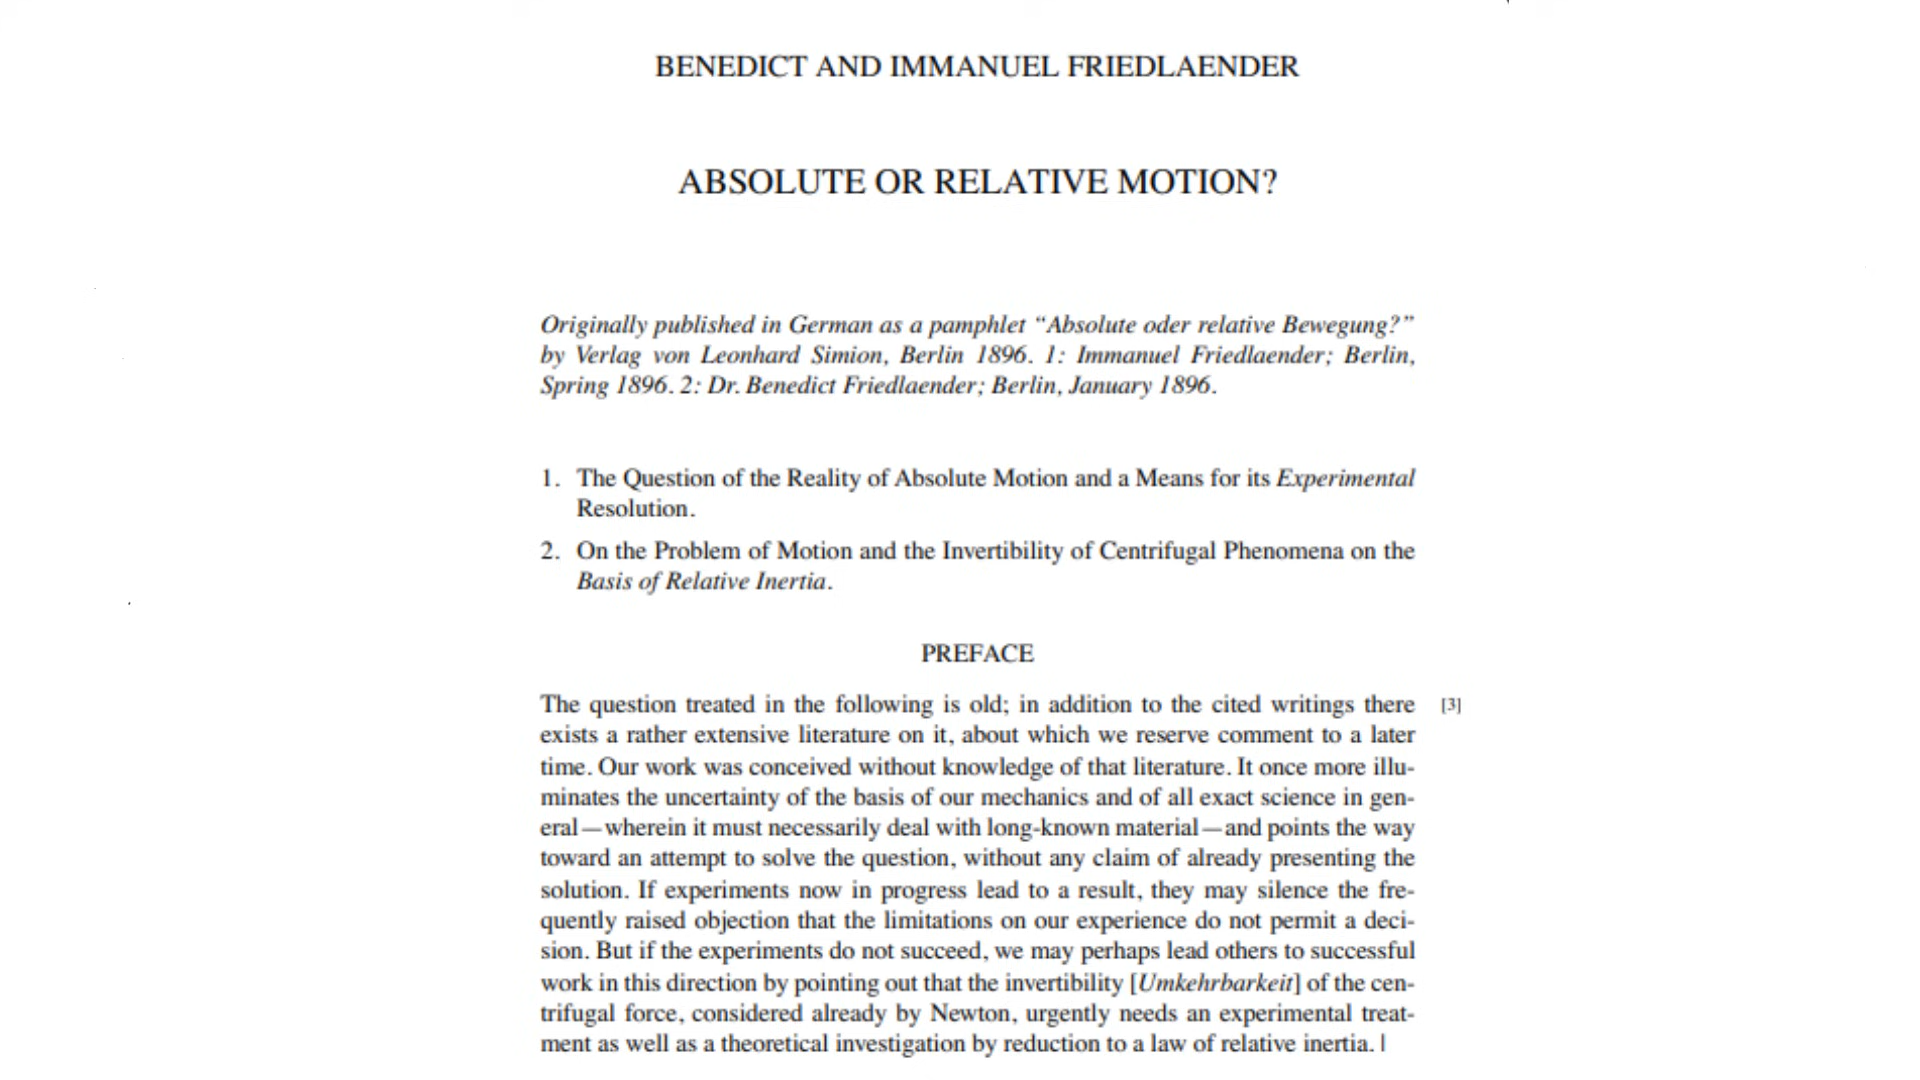 BENEDICT AND IMMANUEL FRIEDLAENDER
ABSOLUTE OR RELATIVE MOTION?
Originally published in German as a pamphlet “Absolute oder relative Bewegung?”
by Verlag von Leonhard Simion, Berlin 1896. 1: Immanuel Friedlaender; Berlin,
Spring 1896. 2: Dr. Benedict Friedlaender; Berlin, January 1896.
1. The Question of the Reality of Absolute Motion and a Means for its Experimental
Resolution.
2. On the Problem of Motion and the Invertibility of Centrifugal Phenomena on the
Basis of Relative Inertia.
PREFACE
The question treated in the following is old; in addition to the cited writings there [3]
exists a rather extensive literature on it, about which we reserve comment to a later
time. Our work was conceived without knowledge of that literature. It once more illu-
minates the uncertainty of the basis of our mechanics and of all exact science in gen-
eral—wherein it must necessarily deal with long-known material—and points the way
toward an attempt to solve the question, without any claim of already presenting the
solution. If experiments now in progress lead to a result, they may silence the fre-
quently raised objection that the limitations on our experience do not permit a deci-
sion. But if the experiments do not succeed, we may perhaps lead others to successful
work in this direction by pointing out that the invertibility [Umkehrbarkeit] of the cen-
trifugal force, considered already by Newton, urgently needs an experimental treat-
ment as well as a theoretical investigation by reduction to a law of relative inertia. |